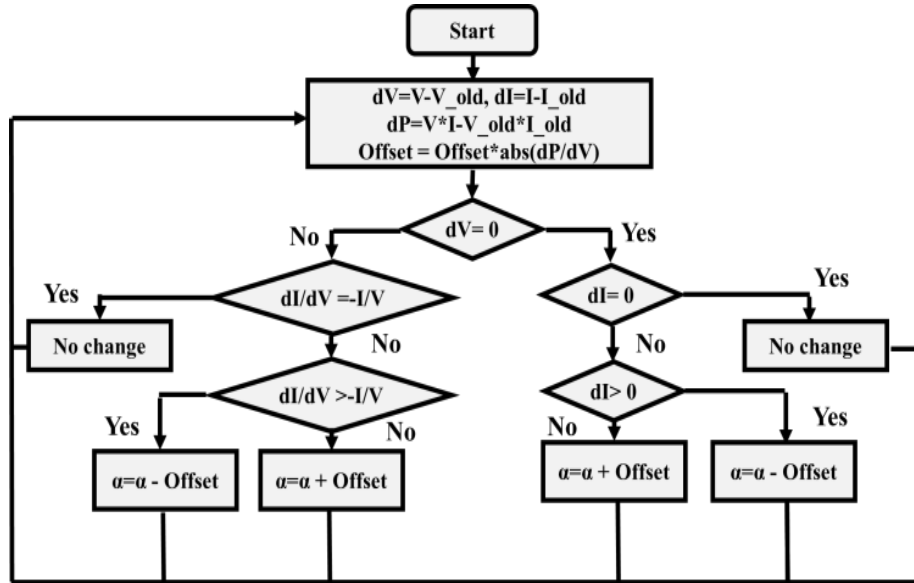 Start
dV=V-V_old, dI=I-I_old
dP=V*I-V_old*I_old
Offset = Offset*abs(dP/dV)
dV= 0
No
Yes
dI/dV =-I/V
dI= 0
Yes
Yes
No change
No
No
No change
dI/dV >-I/V
dI> 0
Yes
No
No
Yes
α=α - Offset
α=α + Offset
α=α + Offset
α=α - Offset